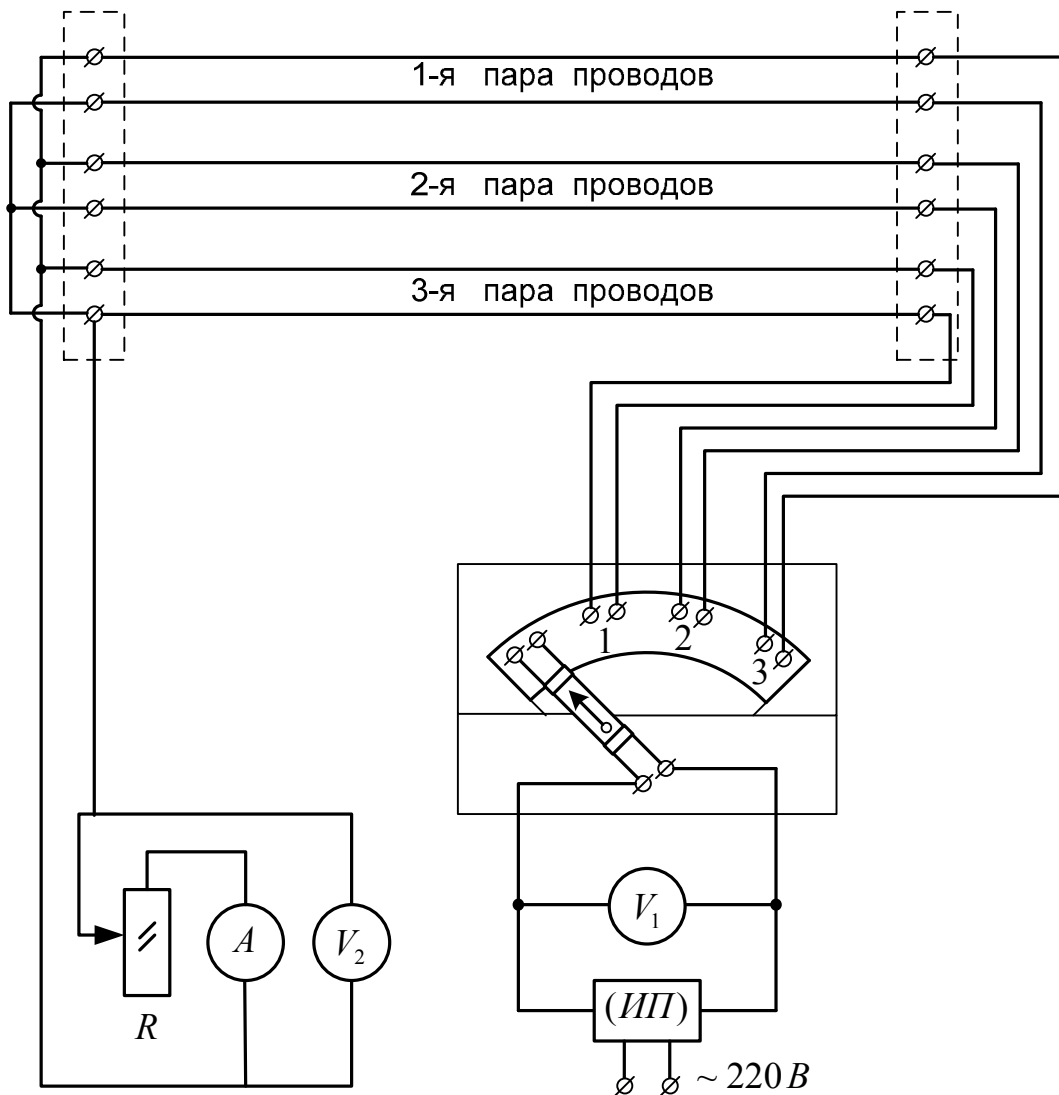 1-я пара проводов
2-я пара проводов
3-я пара проводов
1 2 3
R
A
V2
V1
(ИП)
~ 220 В